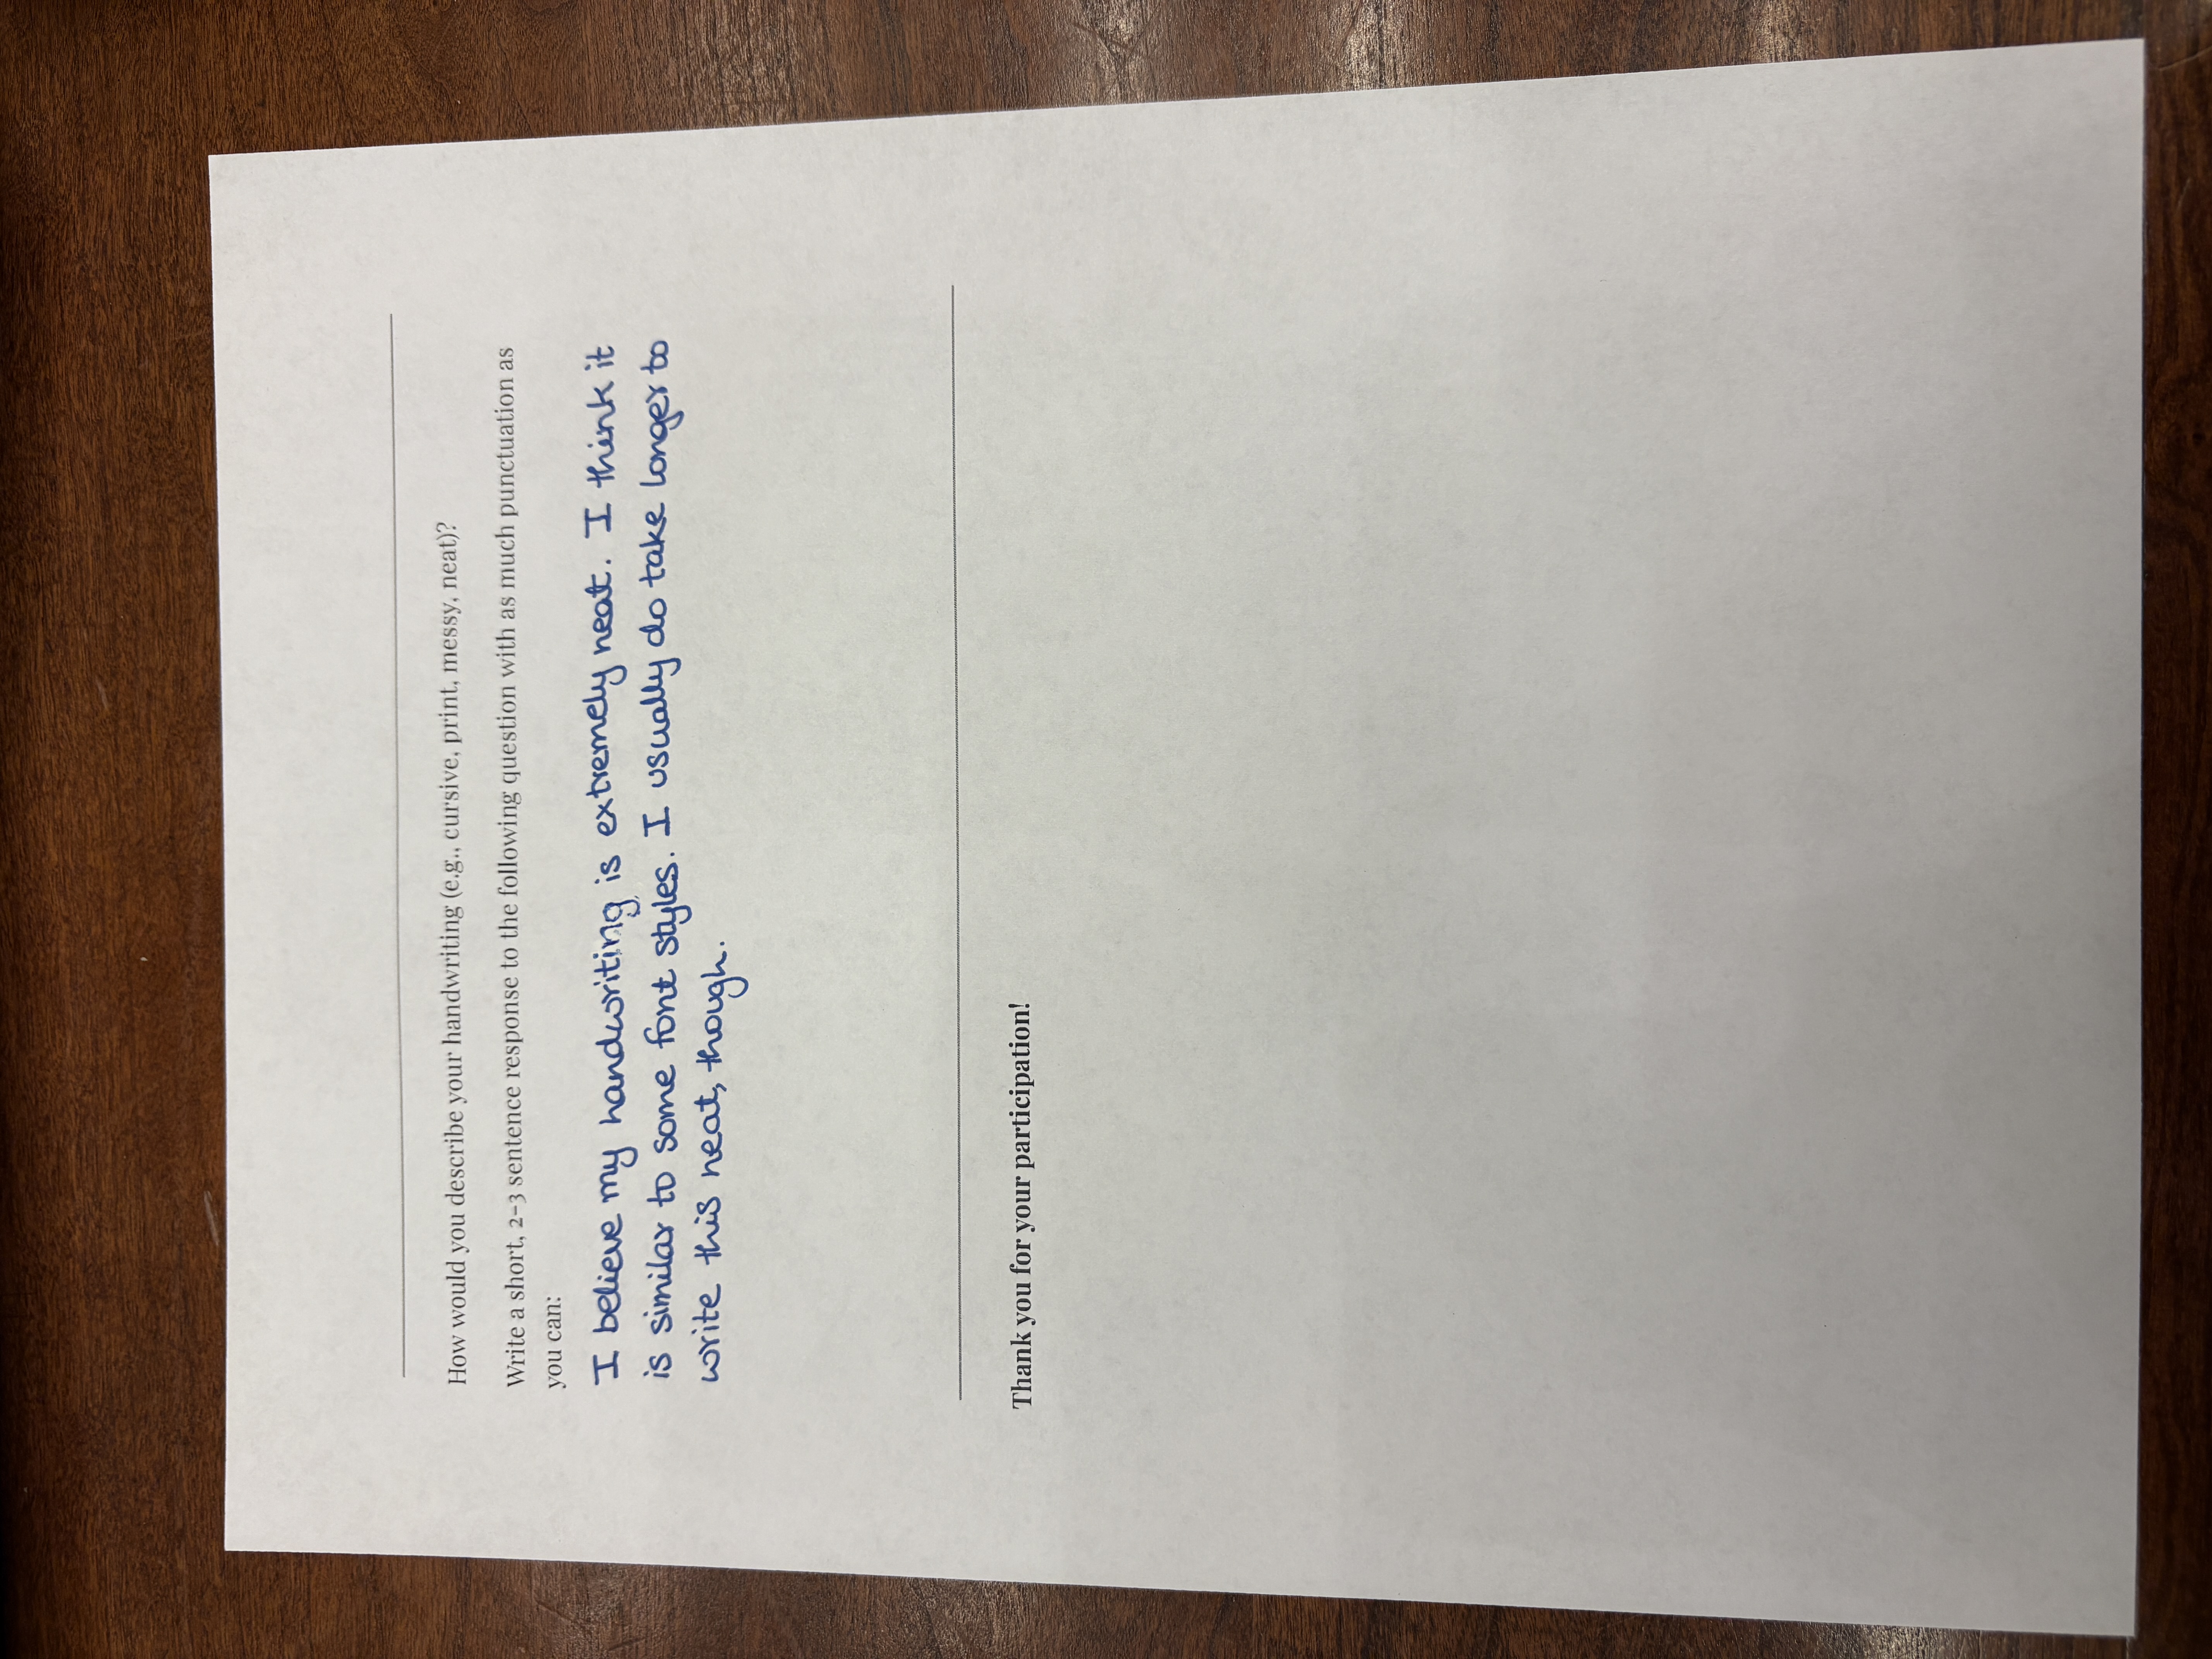 How would you describe your handwriting (e.g., cursive, print, messy, neat)?
Write a short, 2-3 sentence response to the following question with as much punctuation as
you can:
I believe my handwriting is extremely neat. I think it
is similar to some font styles. I usually do take longer to
write this neat, though.
Thank you for your participation!